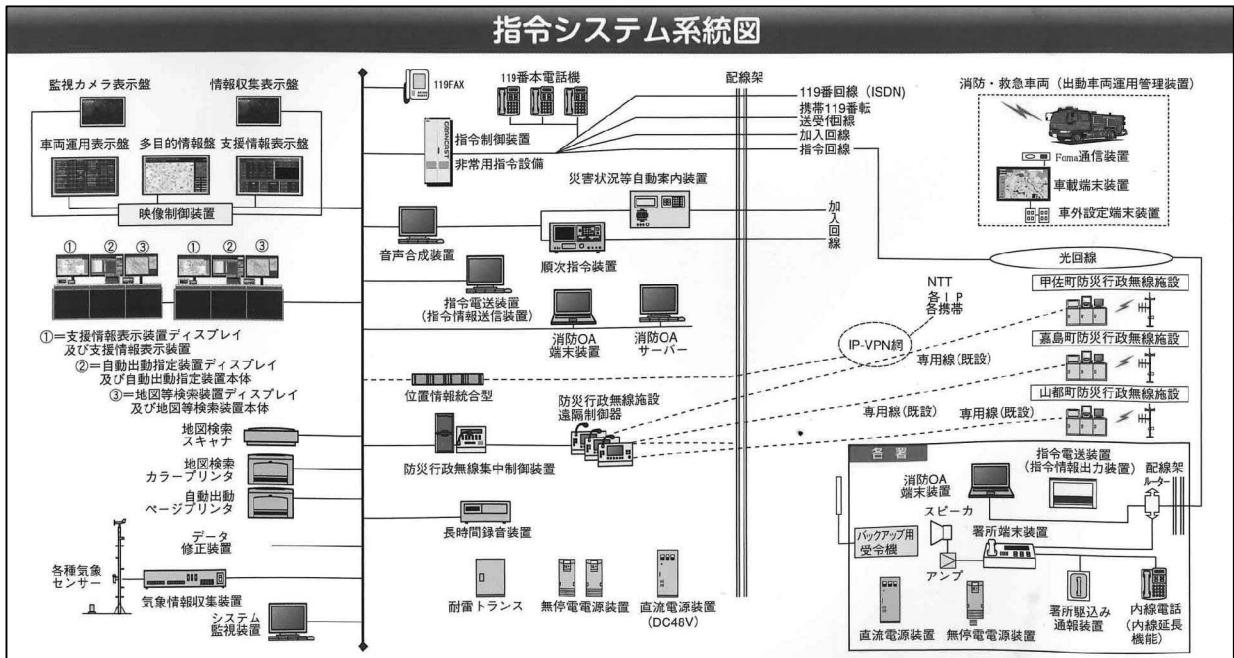 指令システム系統図
監視カメラ表示盤
情報収集表示盤
車両運用表示盤
多目的情報盤
支援情報表示盤
映像制御装置
① ② ③
① ② ③
①=支援情報表示装置ディスプレイ
及び支援情報表示装置
②=自動出動指定装置ディスプレイ
及び自動出動指定装置本体
③=地図等検索装置ディスプレイ
及び地図等検索装置本体
地図検索
スキャナ
地図検索
カラープリンタ
自動出動
ページプリンタ
データ
修正装置
各種気象
センサー
気象情報収集装置
システム
監視装置
119FAX
119番本電話機
指令制御装置
非常用指令設備
災害状況等自動案内装置
音声合成装置
順次指令装置
指令電送装置
(指令情報送信装置)
消防OA
端末装置
消防OA
サーバー
位置情報統合型
防災行政無線施設
遠隔制御器
防災行政無線集中制御装置
長時間録音装置
耐雷トランス
無停電電源装置
直流電源装置
(DC48V)
配線架
119番回線(ISDN)
携帯119番転
送受付回線
加入回線
指令回線
加入回線
NTT
各IP
各携帯
IP-VPN網
専用線(既設)
専用線(既設)
専用線(既設)
消防・救急車両(出動車両運用管理装置)
Foma通信装置
車載端末装置
車外設定端末装置
光回線
甲佐町防災行政無線施設
嘉島町防災行政無線施設
山都町防災行政無線施設
各署
消防OA
端末装置
指令電送装置
(指令情報出力装置)
配線架
ルーター
スピーカ
署所端末装置
バックアップ用
受令機
アンプ
直流電源装置
無停電電源装置
署所駆込み
通報装置
内線電話
(内線延長
機能)